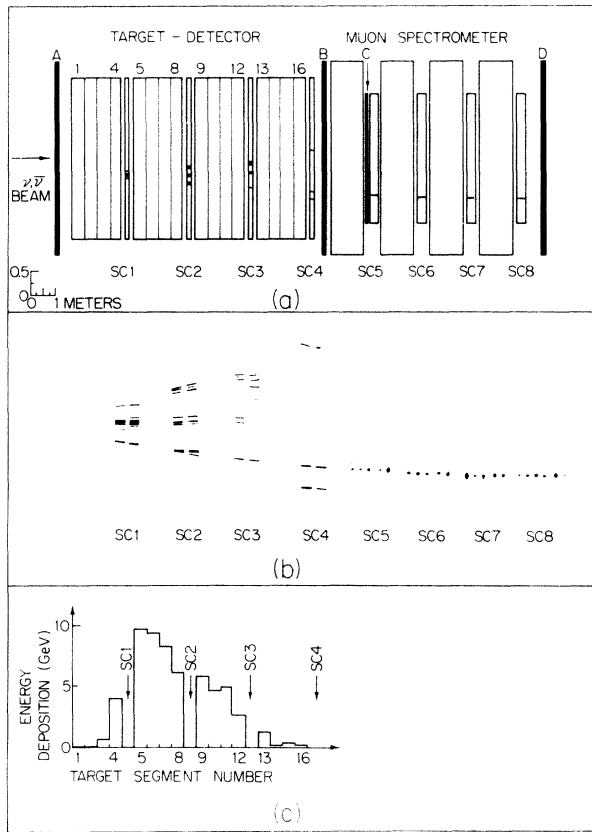 TARGET - DETECTOR
MUON SPECTROMETER
A B C D
1 4 5 8 9 12 13 16
ν, ν̅
BEAM
SC1 SC2 SC3 SC4 SC5 SC6 SC7 SC8
0.5
0
0 1 METERS
(a)
SC1 SC2 SC3 SC4 SC5 SC6 SC7 SC8
(b)
ENERGY
DEPOSITION (GeV)
10
5
0
SC1 SC2 SC3 SC4
1 4 5 8 9 12 13 16
TARGET SEGMENT NUMBER
(c)